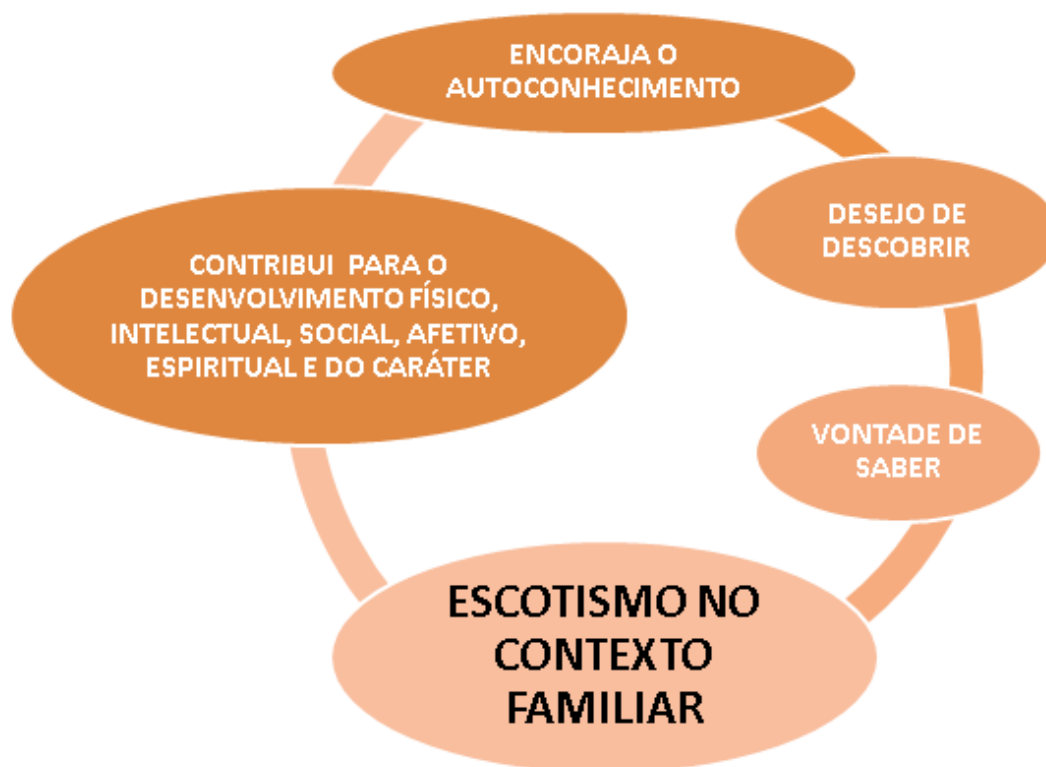 ENCORAJA O
AUTOCONHECIMENTO
DESEJO DE
DESCOBRIR
VONTADE DE
SABER
ESCOTISMO NO
CONTEXTO
FAMILIAR
CONTRIBUI PARA O
DESENVOLVIMENTO FÍSICO,
INTELECTUAL, SOCIAL, AFETIVO,
ESPIRITUAL E DO CARÁTER